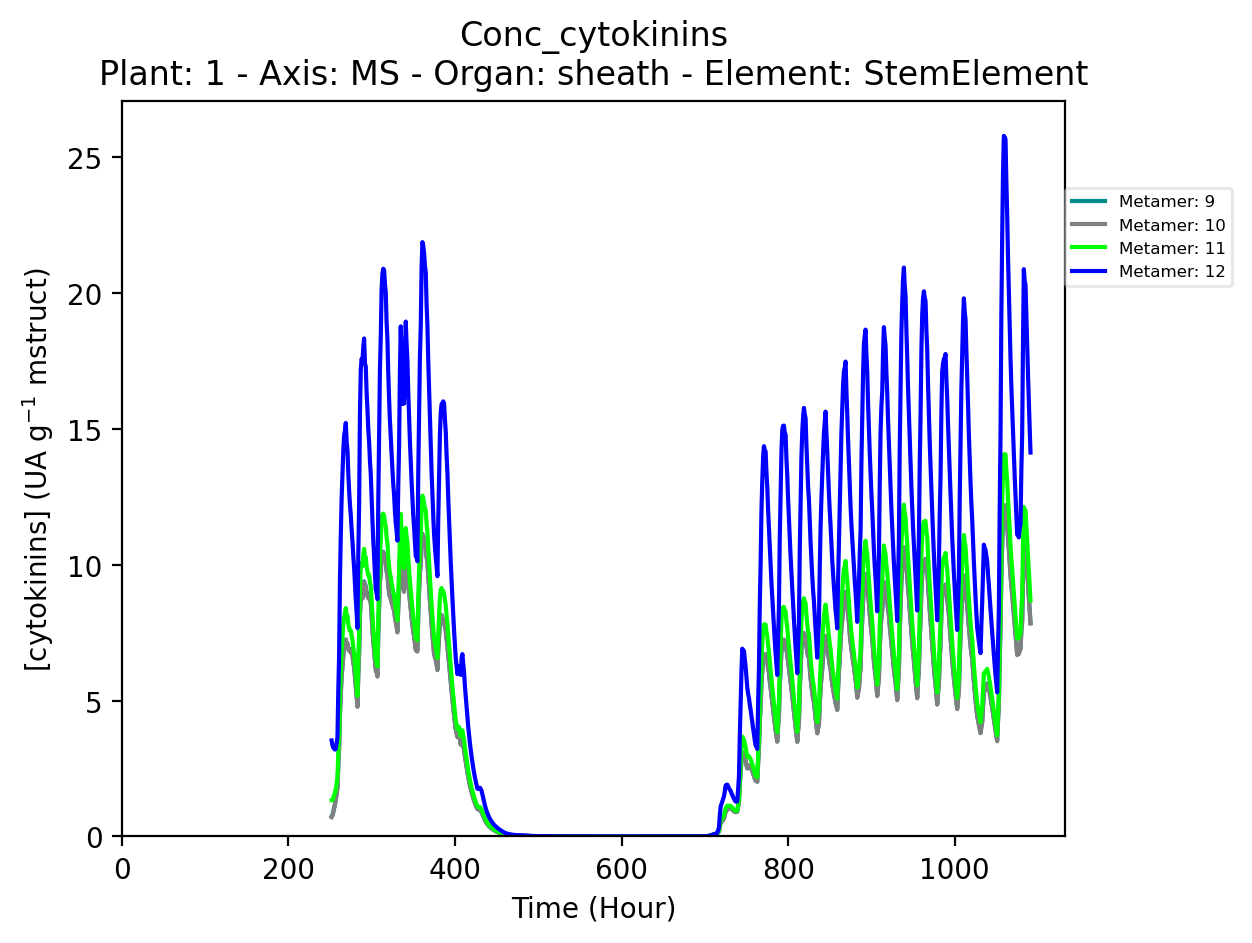 Conc_cytokinins
Plant: 1 - Axis: MS - Organ: sheath - Element: StemElement
25
20
15
10
5
0
[cytokinins] (UA g⁻¹ mstruct)
0 200 400 600 800 1000
Time (Hour)
Metamer: 9
Metamer: 10
Metamer: 11
Metamer: 12